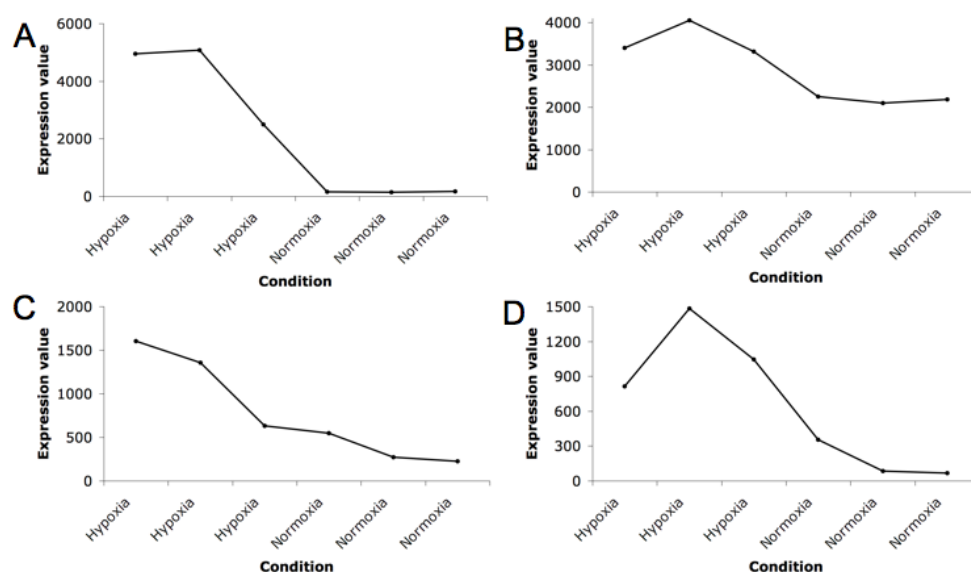 A
Expression value
6000
4000
2000
0
Hypoxia
Hypoxia
Hypoxia
Normoxia
Normoxia
Normoxia
Condition
B
Expression value
4000
3000
2000
1000
0
Hypoxia
Hypoxia
Hypoxia
Normoxia
Normoxia
Normoxia
Condition
C
Expression value
2000
1500
1000
500
0
Hypoxia
Hypoxia
Hypoxia
Normoxia
Normoxia
Normoxia
Condition
D
Expression value
1500
1200
900
600
300
0
Hypoxia
Hypoxia
Hypoxia
Normoxia
Normoxia
Normoxia
Condition